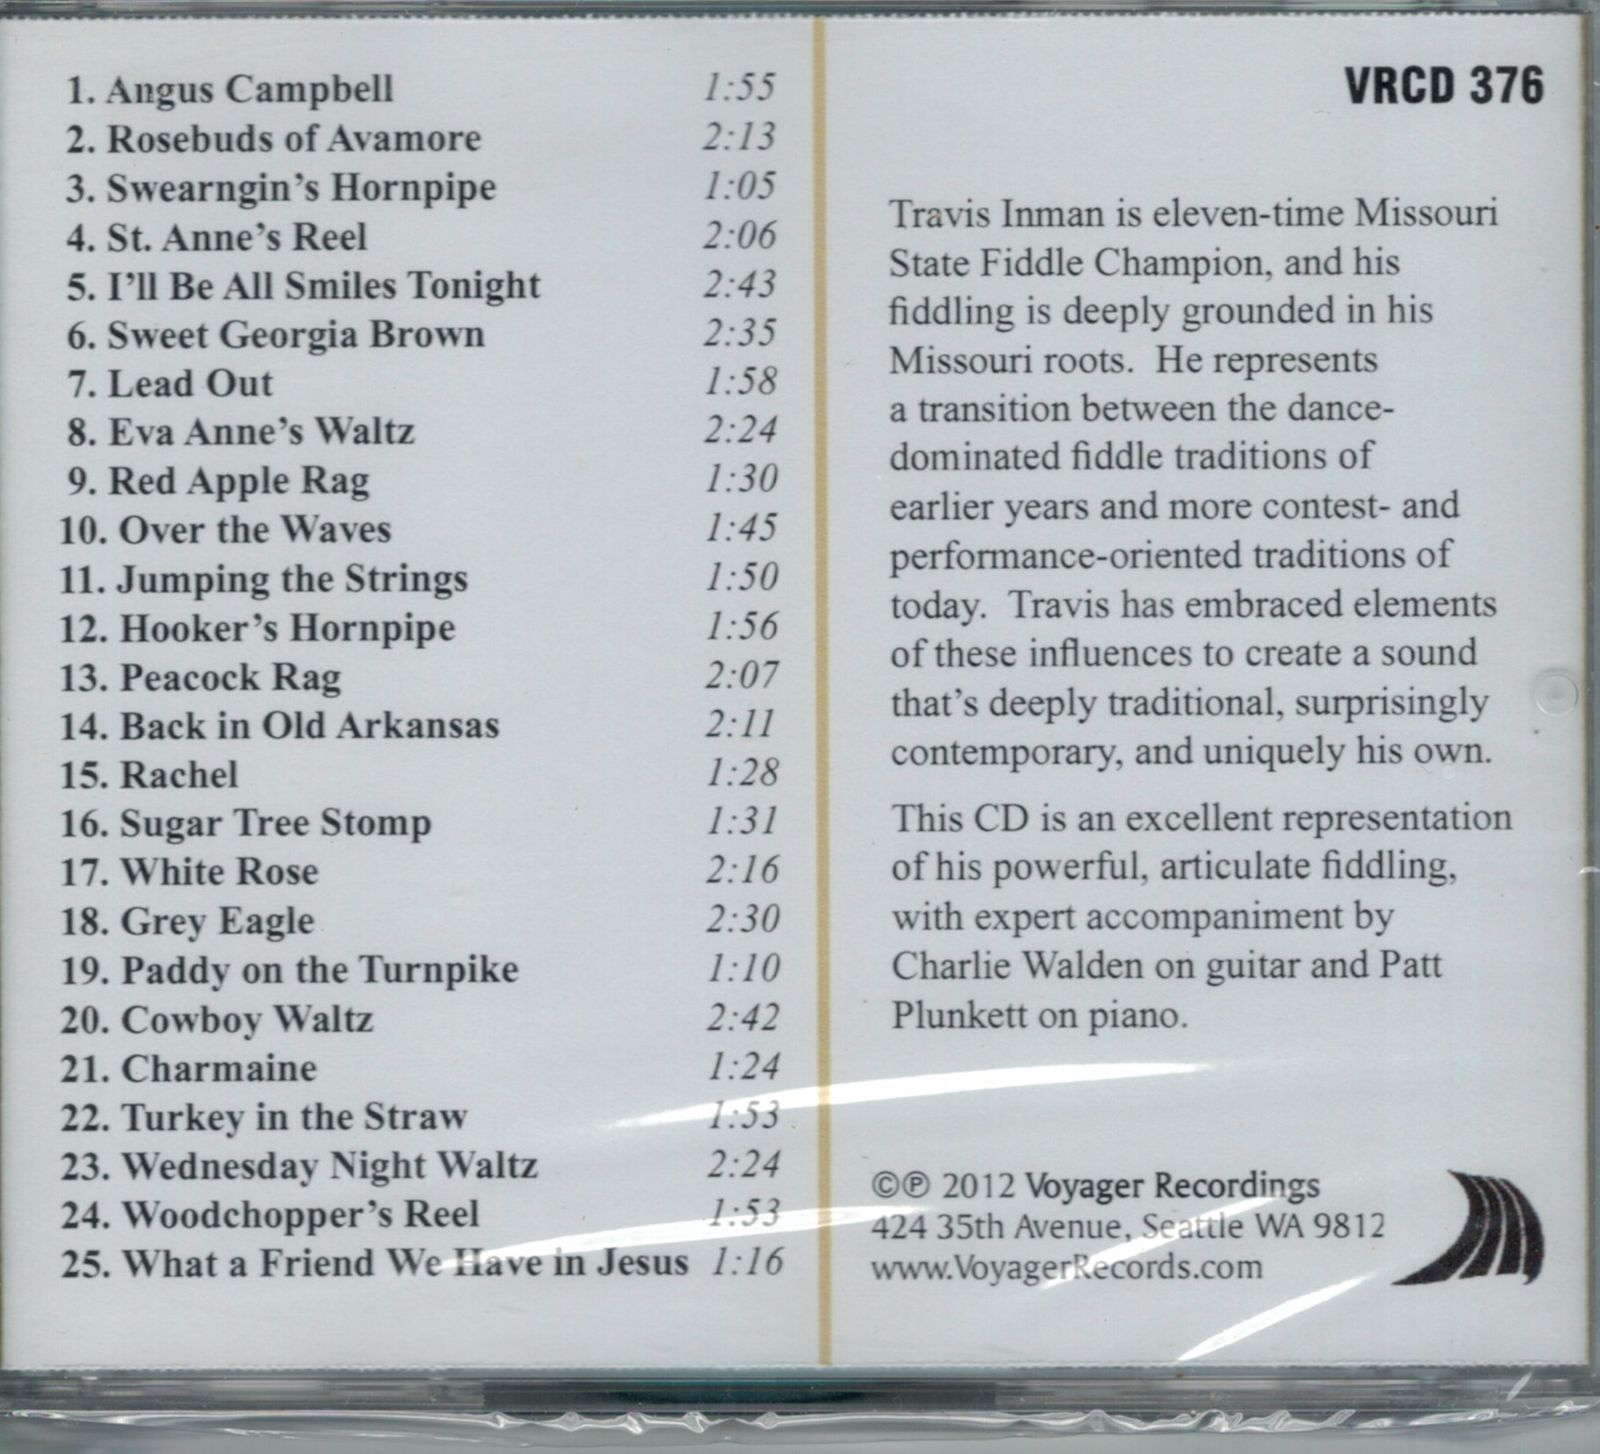 1. Angus Campbell 1:55
2. Rosebuds of Avamore 2:13
3. Swearngin's Hornpipe 1:05
4. St. Anne's Reel 2:06
5. I'll Be All Smiles Tonight 2:43
6. Sweet Georgia Brown 2:35
7. Lead Out 1:58
8. Eva Anne's Waltz 2:24
9. Red Apple Rag 1:30
10. Over the Waves 1:45
11. Jumping the Strings 1:50
12. Hooker's Hornpipe 1:56
13. Peacock Rag 2:07
14. Back in Old Arkansas 2:11
15. Rachel 1:28
16. Sugar Tree Stomp 1:31
17. White Rose 2:16
18. Grey Eagle 2:30
19. Paddy on the Turnpike 1:10
20. Cowboy Waltz 2:42
21. Charmaine 1:24
22. Turkey in the Straw 1:53
23. Wednesday Night Waltz 2:24
24. Woodchopper's Reel 1:53
25. What a Friend We Have in Jesus 1:16
VRCD 376
Travis Inman is eleven-time Missouri
State Fiddle Champion, and his
fiddling is deeply grounded in his
Missouri roots. He represents
a transition between the dance-
dominated fiddle traditions of
earlier years and more contest- and
performance-oriented traditions of
today. Travis has embraced elements
of these influences to create a sound
that's deeply traditional, surprisingly
contemporary, and uniquely his own.
This CD is an excellent representation
of his powerful, articulate fiddling,
with expert accompaniment by
Charlie Walden on guitar and Patt
Plunkett on piano.
©℗ 2012 Voyager Recordings
424 35th Avenue, Seattle WA 9812
www.VoyagerRecords.com